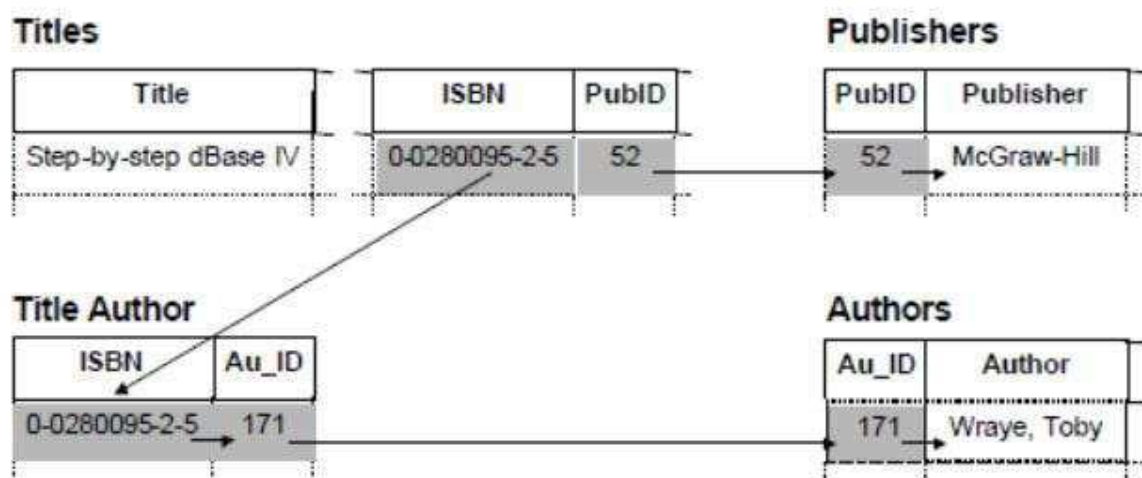 Titles
Publishers
Title ISBN PubID
PubID Publisher
Step-by-step dBase IV 0-0280095-2-5 52
52 McGraw-Hill
Title Author
Authors
ISBN Au_ID
Au_ID Author
0-0280095-2-5 171
171 Wraye, Toby